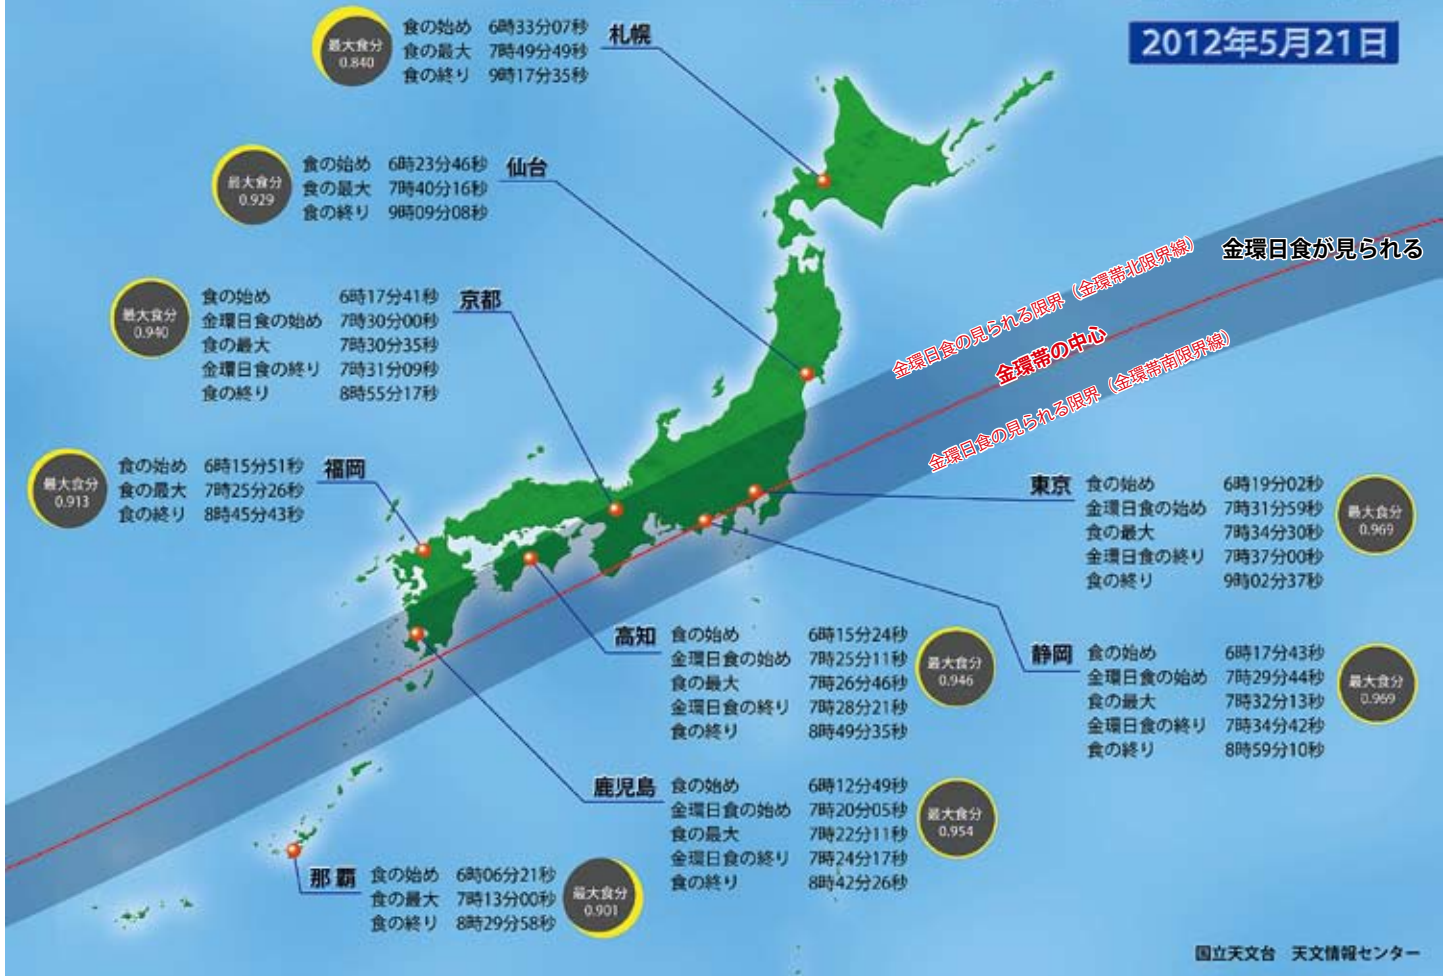 2012年5月21日
最大食分
0.840
食の始め 6時33分07秒
食の最大 7時49分49秒
食の終り 9時17分35秒
札幌
最大食分
0.929
食の始め 6時23分46秒
食の最大 7時40分16秒
食の終り 9時09分08秒
仙台
最大食分
0.940
食の始め 6時17分41秒
金環日食の始め 7時30分00秒
食の最大 7時30分35秒
金環日食の終り 7時31分09秒
食の終り 8時55分17秒
京都
金環日食の見られる限界（金環帯北限界線）
金環日食が見られる
金環帯の中心
金環日食の見られる限界（金環帯南限界線）
最大食分
0.913
食の始め 6時15分51秒
食の最大 7時25分26秒
食の終り 8時45分43秒
福岡
東京
食の始め 6時19分02秒
金環日食の始め 7時31分59秒
食の最大 7時34分30秒
金環日食の終り 7時37分00秒
食の終り 9時02分37秒
最大食分
0.969
高知
食の始め 6時15分24秒
金環日食の始め 7時25分11秒
食の最大 7時26分46秒
金環日食の終り 7時28分21秒
食の終り 8時49分35秒
最大食分
0.946
静岡
食の始め 6時17分43秒
金環日食の始め 7時29分44秒
食の最大 7時32分13秒
金環日食の終り 7時34分42秒
食の終り 8時59分10秒
最大食分
0.969
鹿児島
食の始め 6時12分49秒
金環日食の始め 7時20分05秒
食の最大 7時22分11秒
金環日食の終り 7時24分17秒
食の終り 8時42分26秒
最大食分
0.954
那覇
食の始め 6時06分21秒
食の最大 7時13分00秒
食の終り 8時29分58秒
最大食分
0.901
国立天文台 天文情報センター